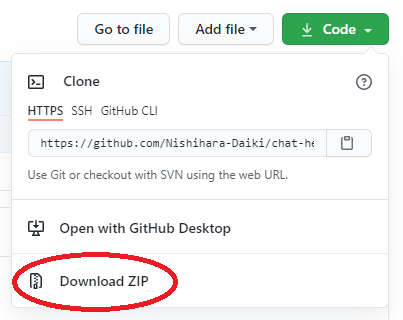 Go to file Add file Code
Clone
HTTPS SSH GitHub CLI
https://github.com/Nishihara-Daiki/chat-he
Use Git or checkout with SVN using the web URL.
Open with GitHub Desktop
Download ZIP